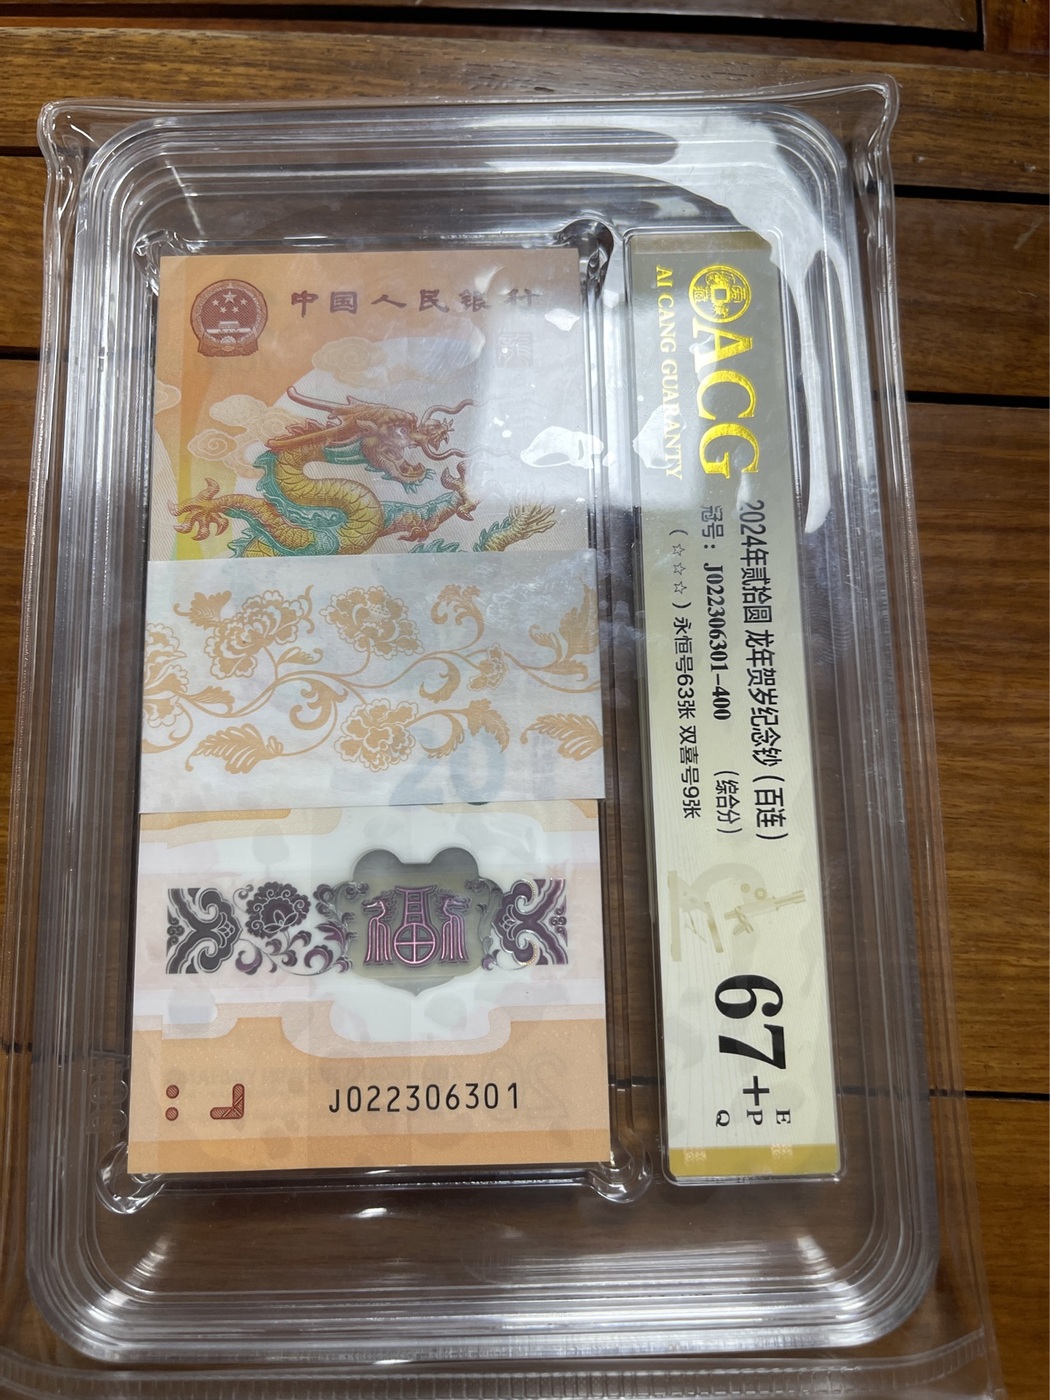 中国人民银行
20
福
J022306301
ACG
AI CANG GUARANTY
2024年贰拾圆 龙年贺岁纪念钞（百连）
冠号：J022306301-400 （综合分）
（☆☆☆）永恒号63张 双喜号9张
67+
E
P
Q